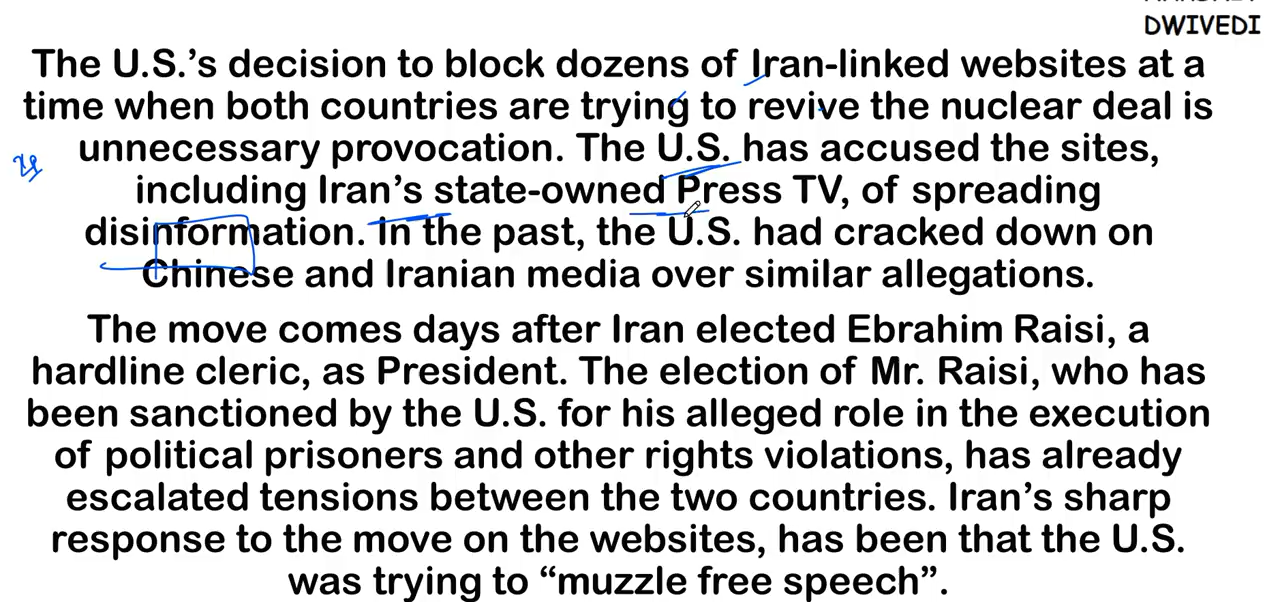 DWIVEDI
The U.S.’s decision to block dozens of Iran-linked websites at a
time when both countries are trying to revive the nuclear deal is
unnecessary provocation. The U.S. has accused the sites,
including Iran’s state-owned Press TV, of spreading
disinformation. In the past, the U.S. had cracked down on
Chinese and Iranian media over similar allegations.
The move comes days after Iran elected Ebrahim Raisi, a
hardline cleric, as President. The election of Mr. Raisi, who has
been sanctioned by the U.S. for his alleged role in the execution
of political prisoners and other rights violations, has already
escalated tensions between the two countries. Iran’s sharp
response to the move on the websites, has been that the U.S.
was trying to “muzzle free speech”.